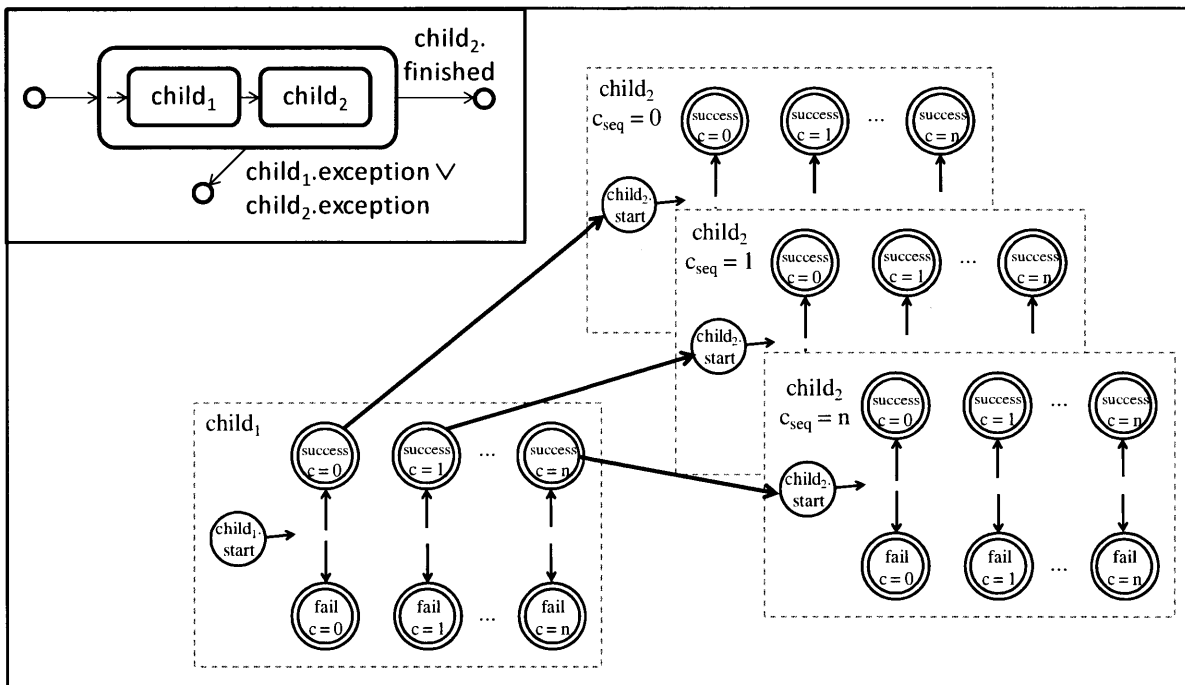 child₂.
finished
child₁
child₂
child₁.exception ∨
child₂.exception
child₂
c_seq = 0
success
c = 0
success
c = 1
...
success
c = n
child₂.
start
child₂
c_seq = 1
success
c = 0
success
c = 1
...
success
c = n
child₂.
start
child₂
c_seq = n
success
c = 0
success
c = 1
...
success
c = n
child₂.
start
fail
c = 0
fail
c = 1
...
fail
c = n
child₁
success
c = 0
success
c = 1
...
success
c = n
child₁.
start
fail
c = 0
fail
c = 1
...
fail
c = n